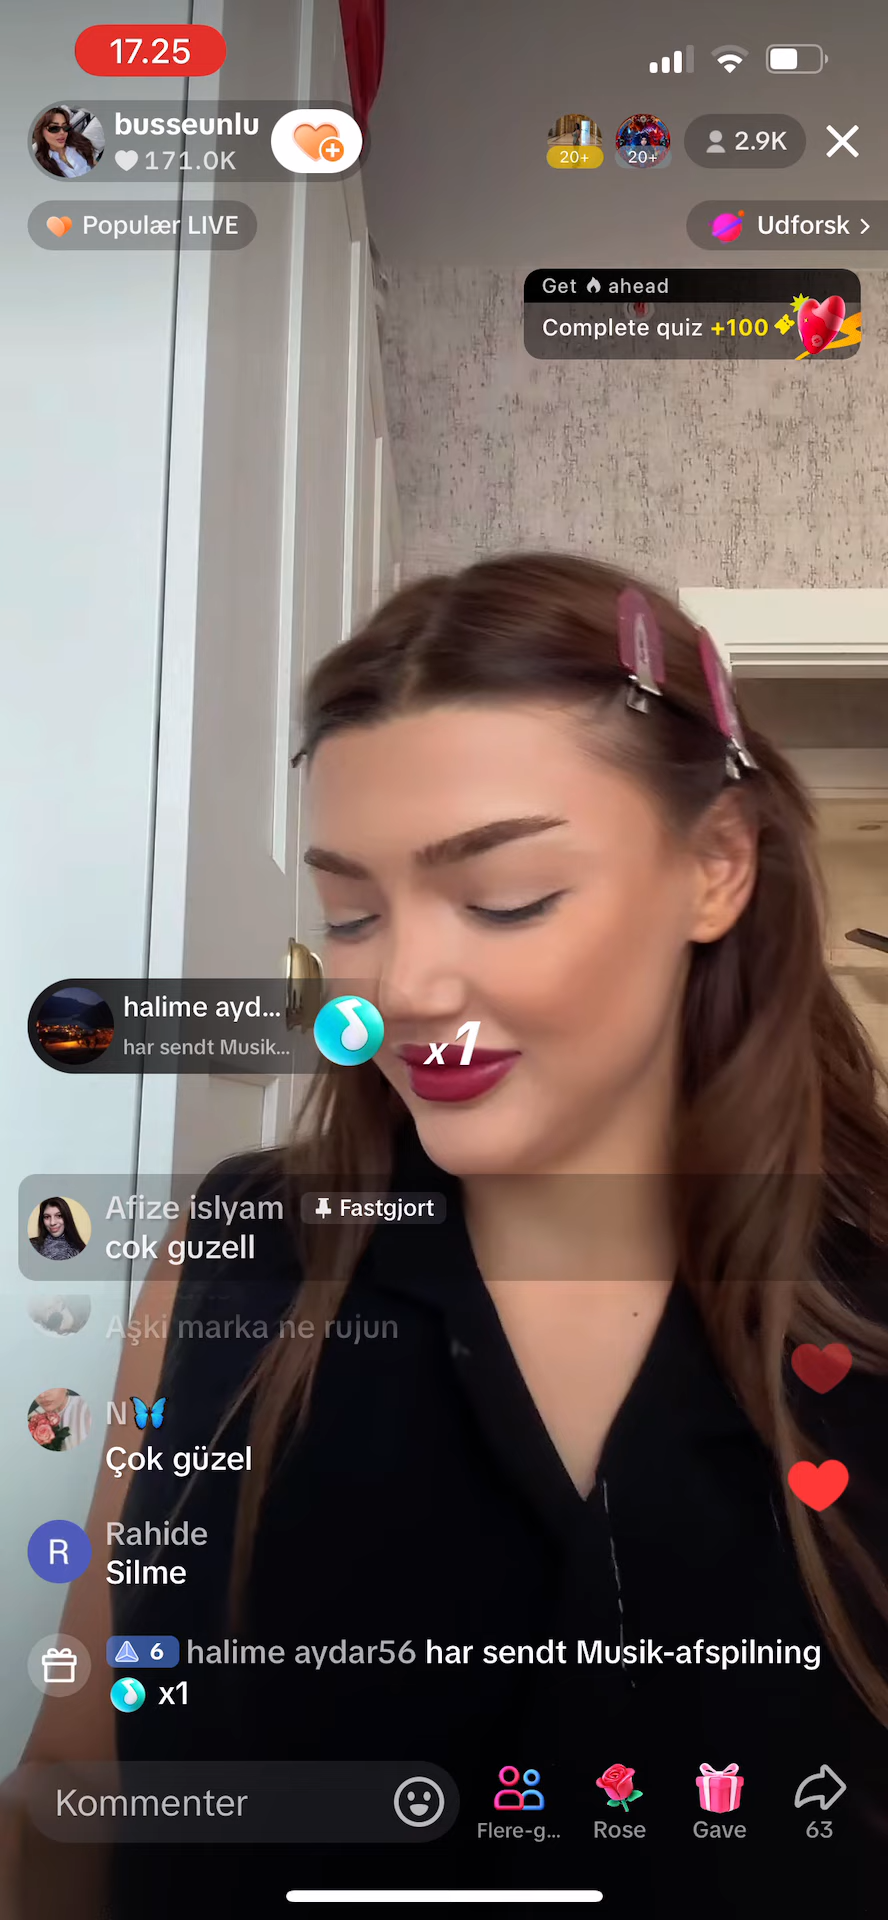 17.25
busseunlu
171.0K
20+
20+
2.9K
Populær LIVE
Udforsk >
Get ahead
Complete quiz +100
halime ayd...
har sendt Musik...
x1
Afize islyam Fastgjort
cok guzell
Aşki marka ne rujun
N
Çok güzel
R
Rahide
Silme
6 halime aydar56 har sendt Musik-afspilning
x1
Kommenter
Flere-g...
Rose
Gave
63